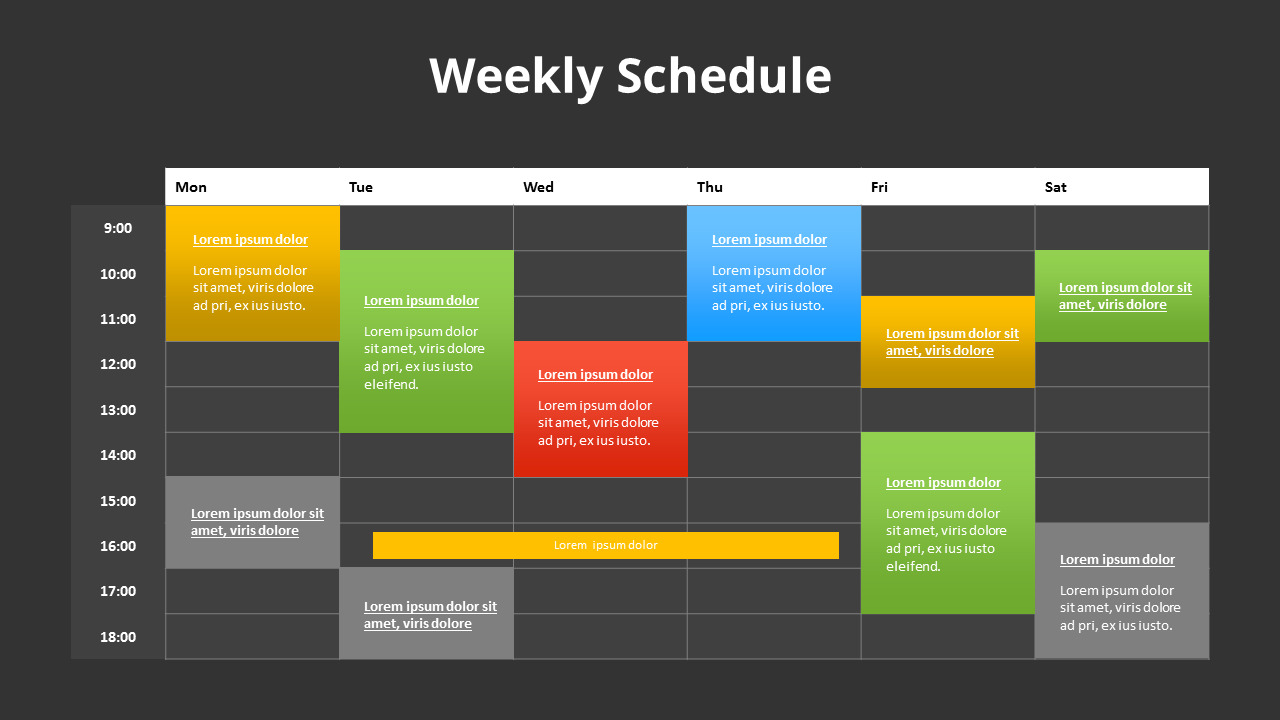 Weekly Schedule
Mon Tue Wed Thu Fri Sat
9:00
10:00
11:00
12:00
13:00
14:00
15:00
16:00
17:00
18:00
Lorem ipsum dolor
Lorem ipsum dolor
sit amet, viris dolore
ad pri, ex ius iusto.
Lorem ipsum dolor sit
amet, viris dolore
Lorem ipsum dolor
Lorem ipsum dolor
sit amet, viris dolore
ad pri, ex ius iusto
eleifend.
Lorem ipsum dolor
Lorem ipsum dolor sit
amet, viris dolore
Lorem ipsum dolor
Lorem ipsum dolor
sit amet, viris dolore
ad pri, ex ius iusto.
Lorem ipsum dolor
Lorem ipsum dolor
sit amet, viris dolore
ad pri, ex ius iusto.
Lorem ipsum dolor sit
amet, viris dolore
Lorem ipsum dolor
Lorem ipsum dolor
sit amet, viris dolore
ad pri, ex ius iusto
eleifend.
Lorem ipsum dolor sit
amet, viris dolore
Lorem ipsum dolor
Lorem ipsum dolor
sit amet, viris dolore
ad pri, ex ius iusto.